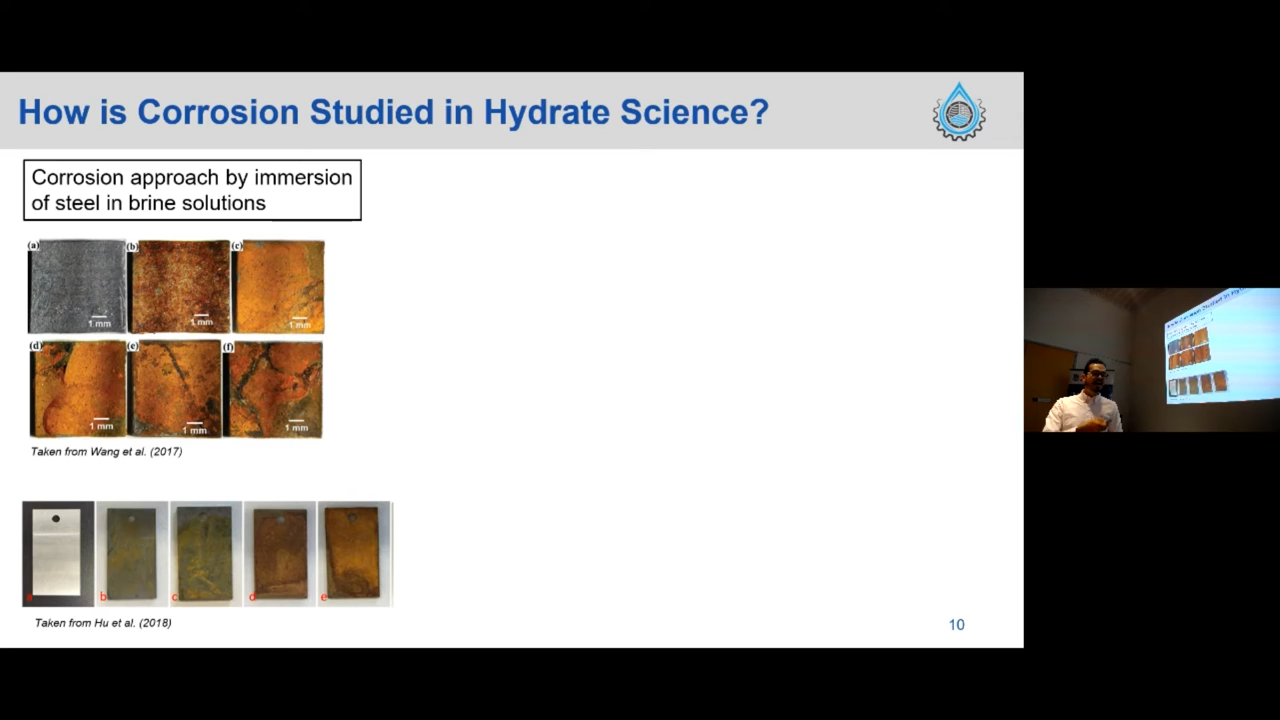 How is Corrosion Studied in Hydrate Science?
Corrosion approach by immersion
of steel in brine solutions
(a) (b) (c)
1 mm 1 mm 1 mm
(d) (e) (f)
1 mm 1 mm 1 mm
Taken from Wang et al. (2017)
a b c d e
Taken from Hu et al. (2018)
10